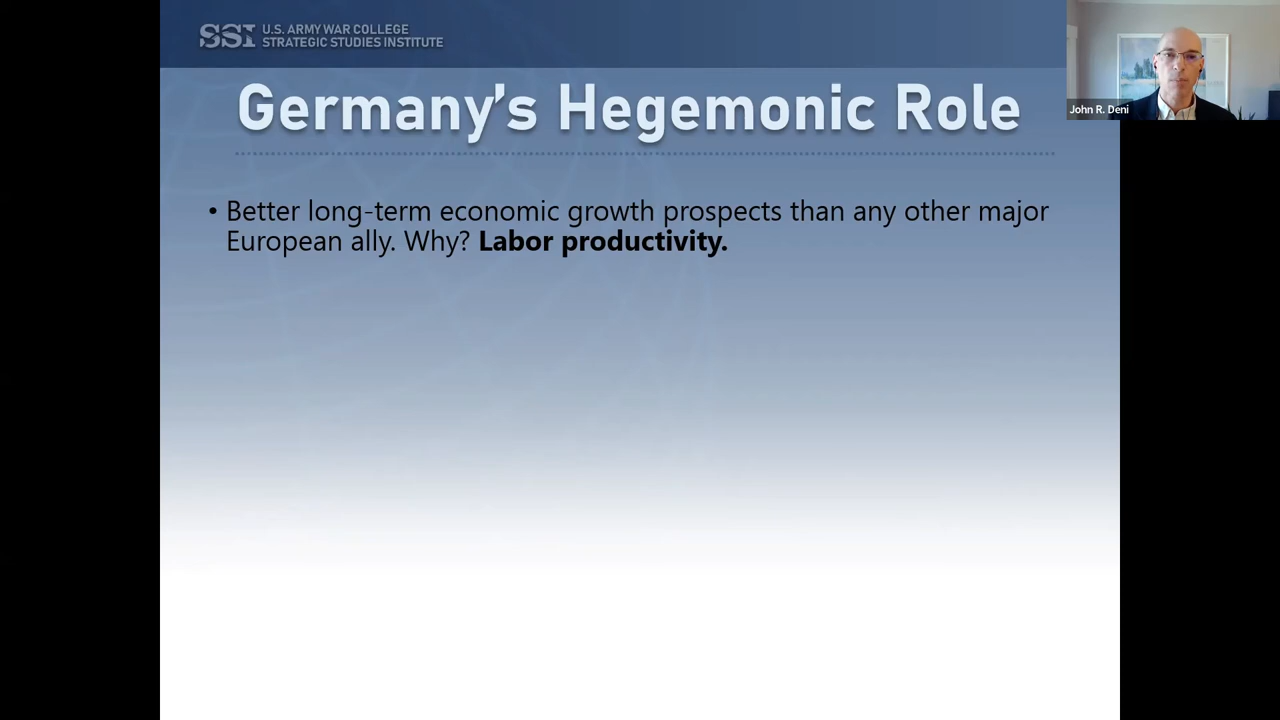 SSI U.S. ARMY WAR COLLEGE
STRATEGIC STUDIES INSTITUTE
Germany's Hegemonic Role
• Better long-term economic growth prospects than any other major
European ally. Why? Labor productivity.
John R. Deni